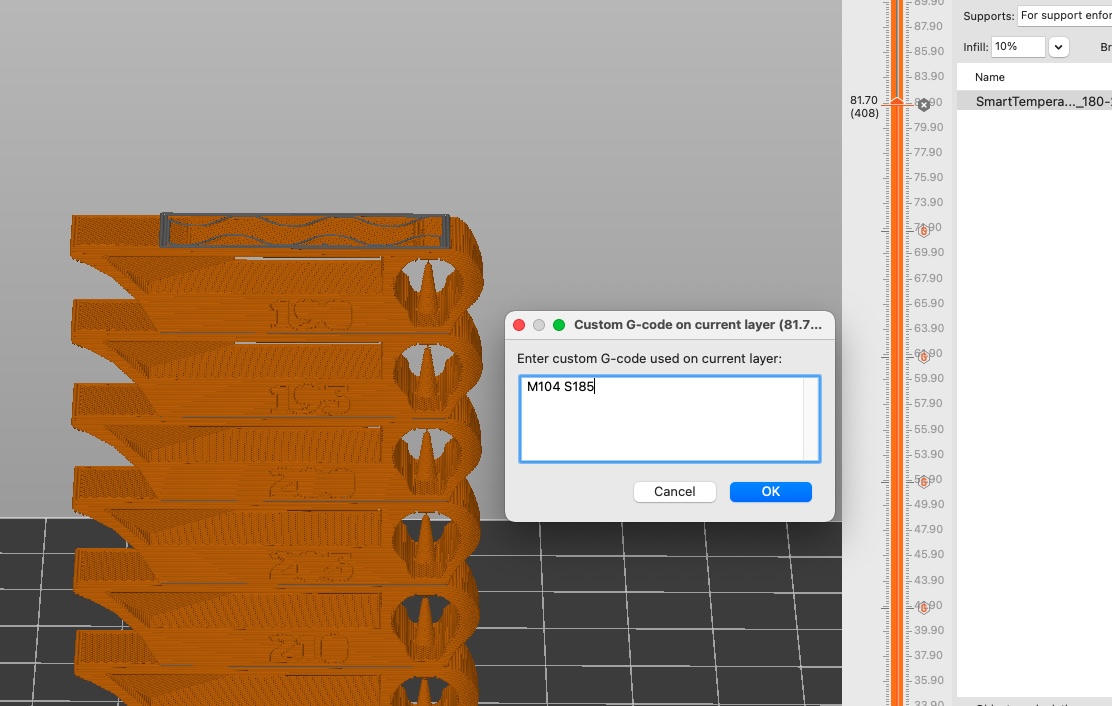 89.90
87.90
85.90
83.90
81.70
(408)
79.90
77.90
75.90
73.90
69.90
67.90
65.90
63.90
59.90
57.90
55.90
53.90
49.90
47.90
45.90
43.90
39.90
37.90
35.90
33.90
Supports:
For support enfor
Infill:
10%
Br
Name
SmartTempera..._180-2
190
195
200
205
210
Custom G-code on current layer (81.7...
Enter custom G-code used on current layer:
M104 S185
Cancel
OK